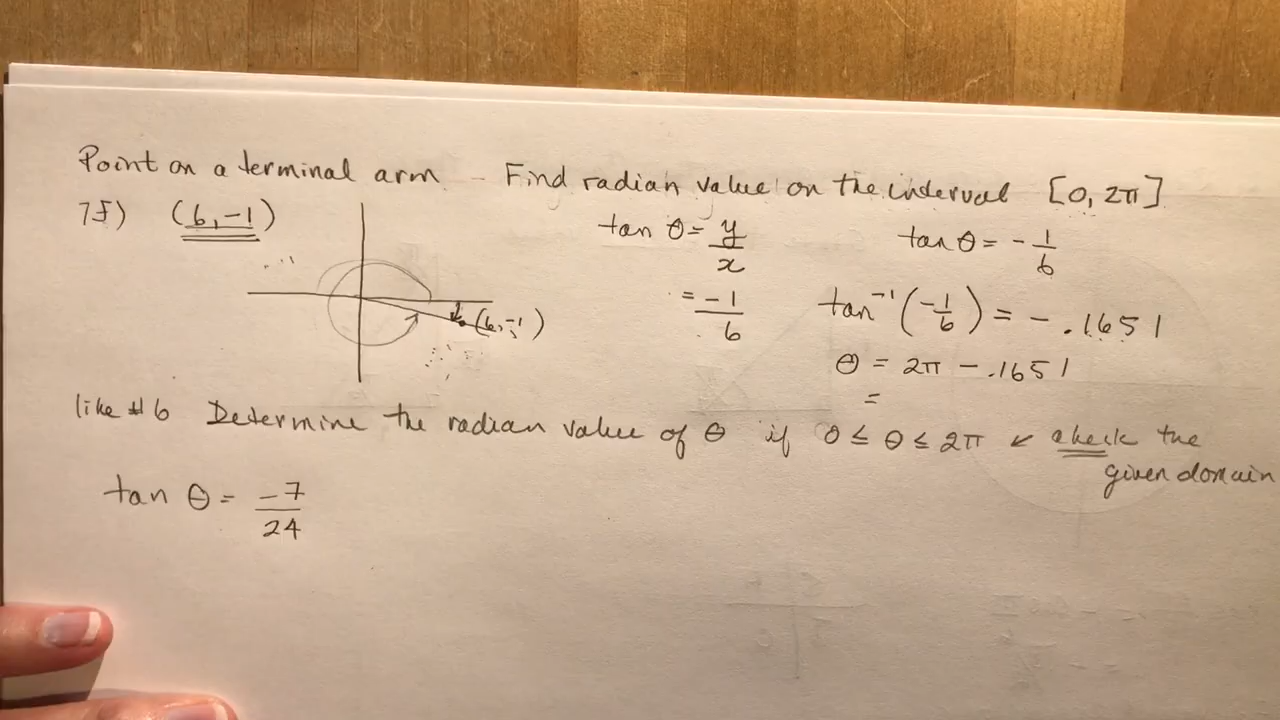 Point on a terminal arm - Find radian value on the interval [0, 2π]
7f) (6, -1)
tan θ = y/x
= -1/6
(6, -1)
tan θ = - 1/6
tan⁻¹(-1/6) = - .1651
θ = 2π - .1651
=
like #6 Determine the radian value of θ if 0 ≤ θ ≤ 2π ↙ check the
given domain
tan θ = -7/24